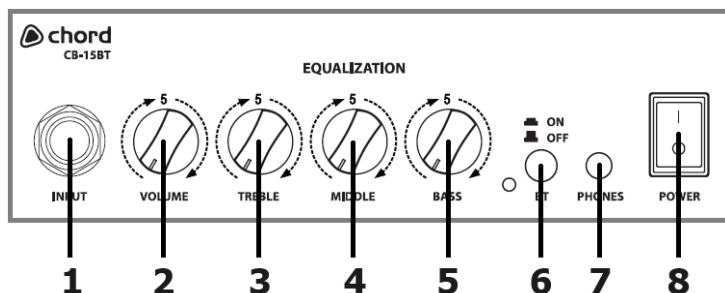 chord
CB-15BT
EQUALIZATION
5 5 5 5
ON
OFF
INPUT VOLUME TREBLE MIDDLE BASS BT PHONES POWER
1 2 3 4 5 6 7 8